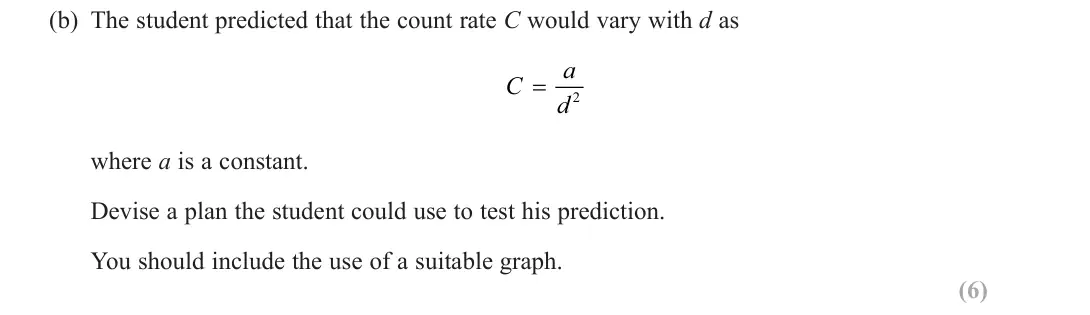 (b) The student predicted that the count rate C would vary with d as
C = a/d²
where a is a constant.
Devise a plan the student could use to test his prediction.
You should include the use of a suitable graph.
(6)